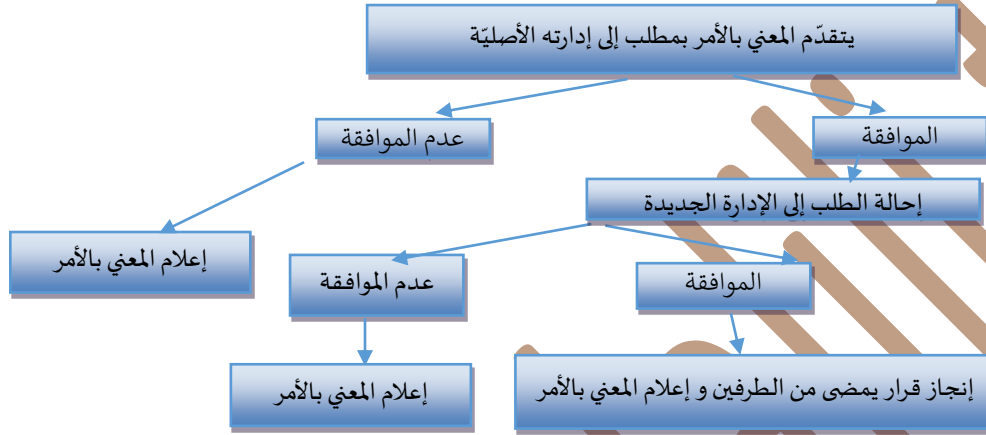 يتقدّم المعني بالأمر بمطلب إلى إدارته الأصليّة
الموافقة
عدم الموافقة
إحالة الطلب إلى الإدارة الجديدة
إعلام المعني بالأمر
الموافقة
عدم الموافقة
إنجاز قرار يمضى من الطرفين و إعلام المعني بالأمر
إعلام المعني بالأمر